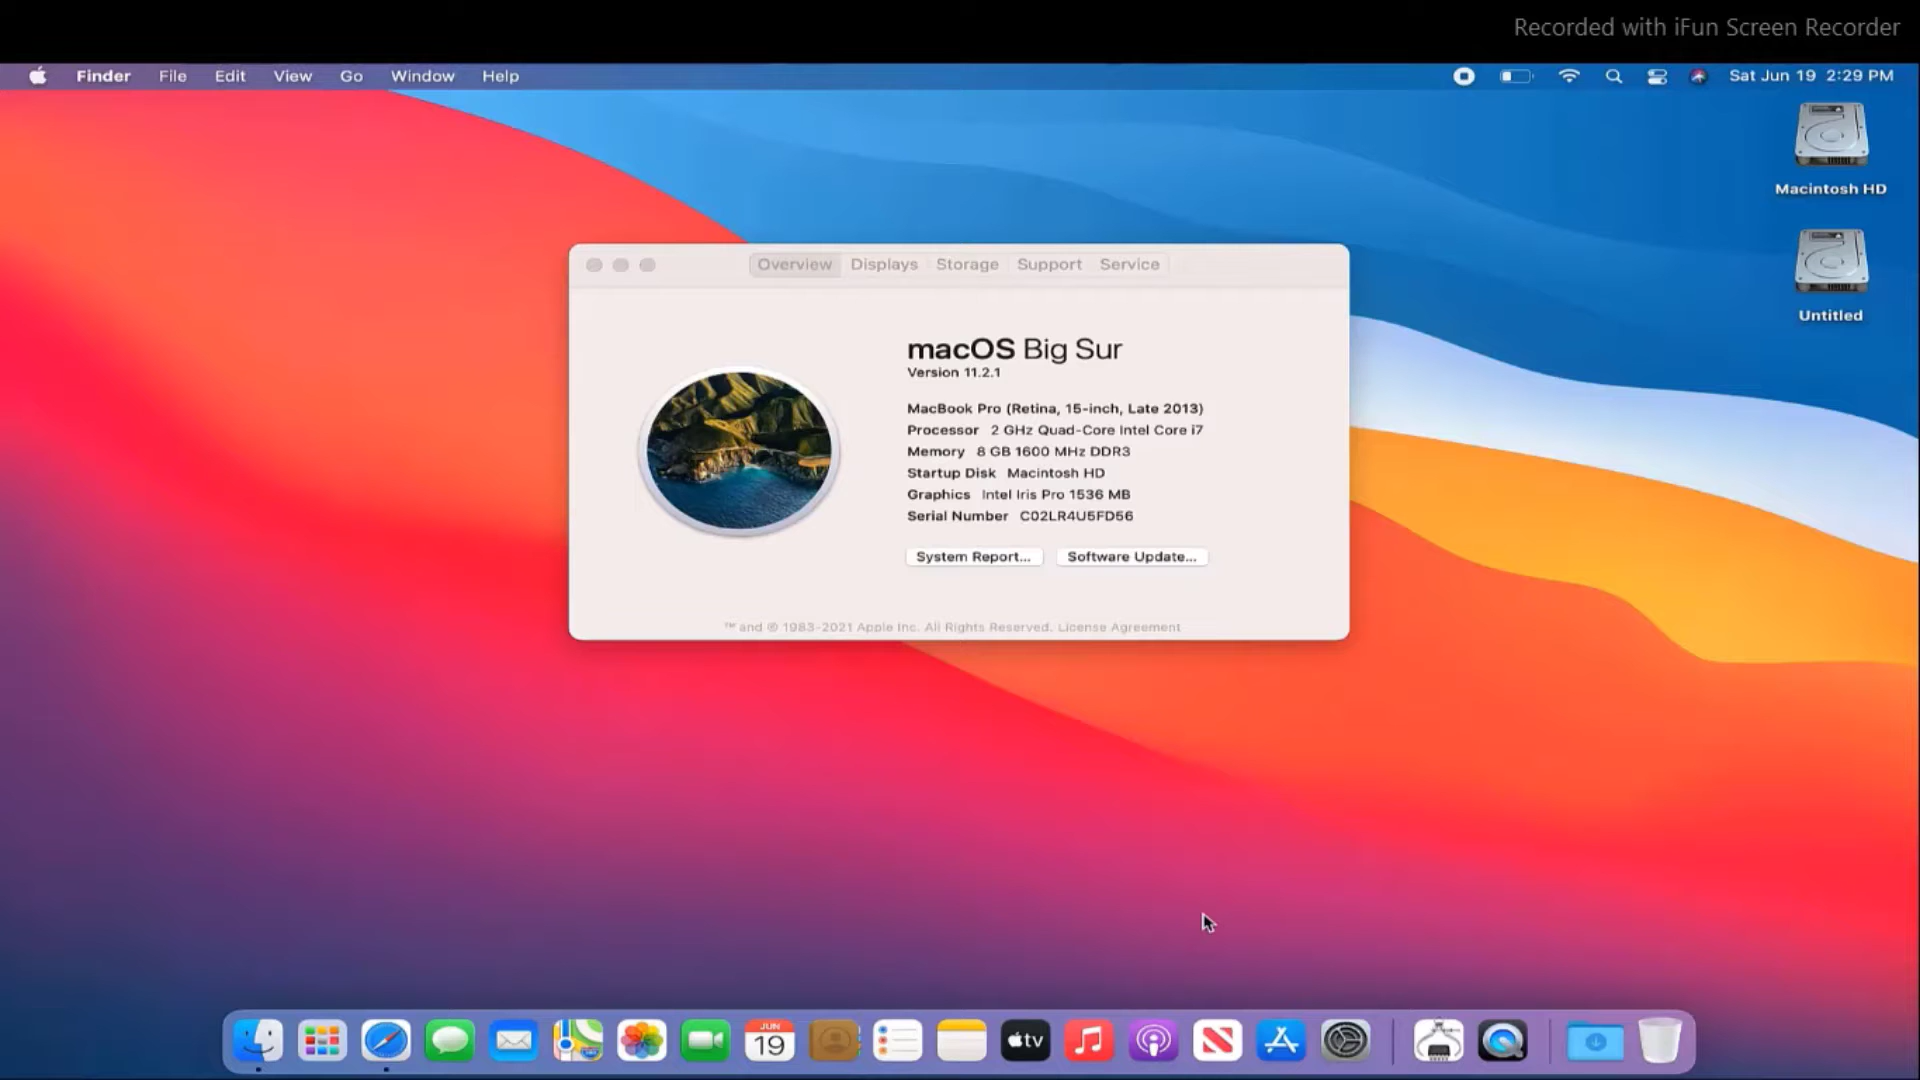 Recorded with iFun Screen Recorder
Finder File Edit View Go Window Help Sat Jun 19 2:29 PM
Macintosh HD
Untitled
Overview Displays Storage Support Service
macOS Big Sur
Version 11.2.1
MacBook Pro (Retina, 15-inch, Late 2013)
Processor 2 GHz Quad-Core Intel Core i7
Memory 8 GB 1600 MHz DDR3
Startup Disk Macintosh HD
Graphics Intel Iris Pro 1536 MB
Serial Number C02LR4U5FD56
System Report... Software Update...
™ and © 1983-2021 Apple Inc. All Rights Reserved. License Agreement
JUN
19
tv